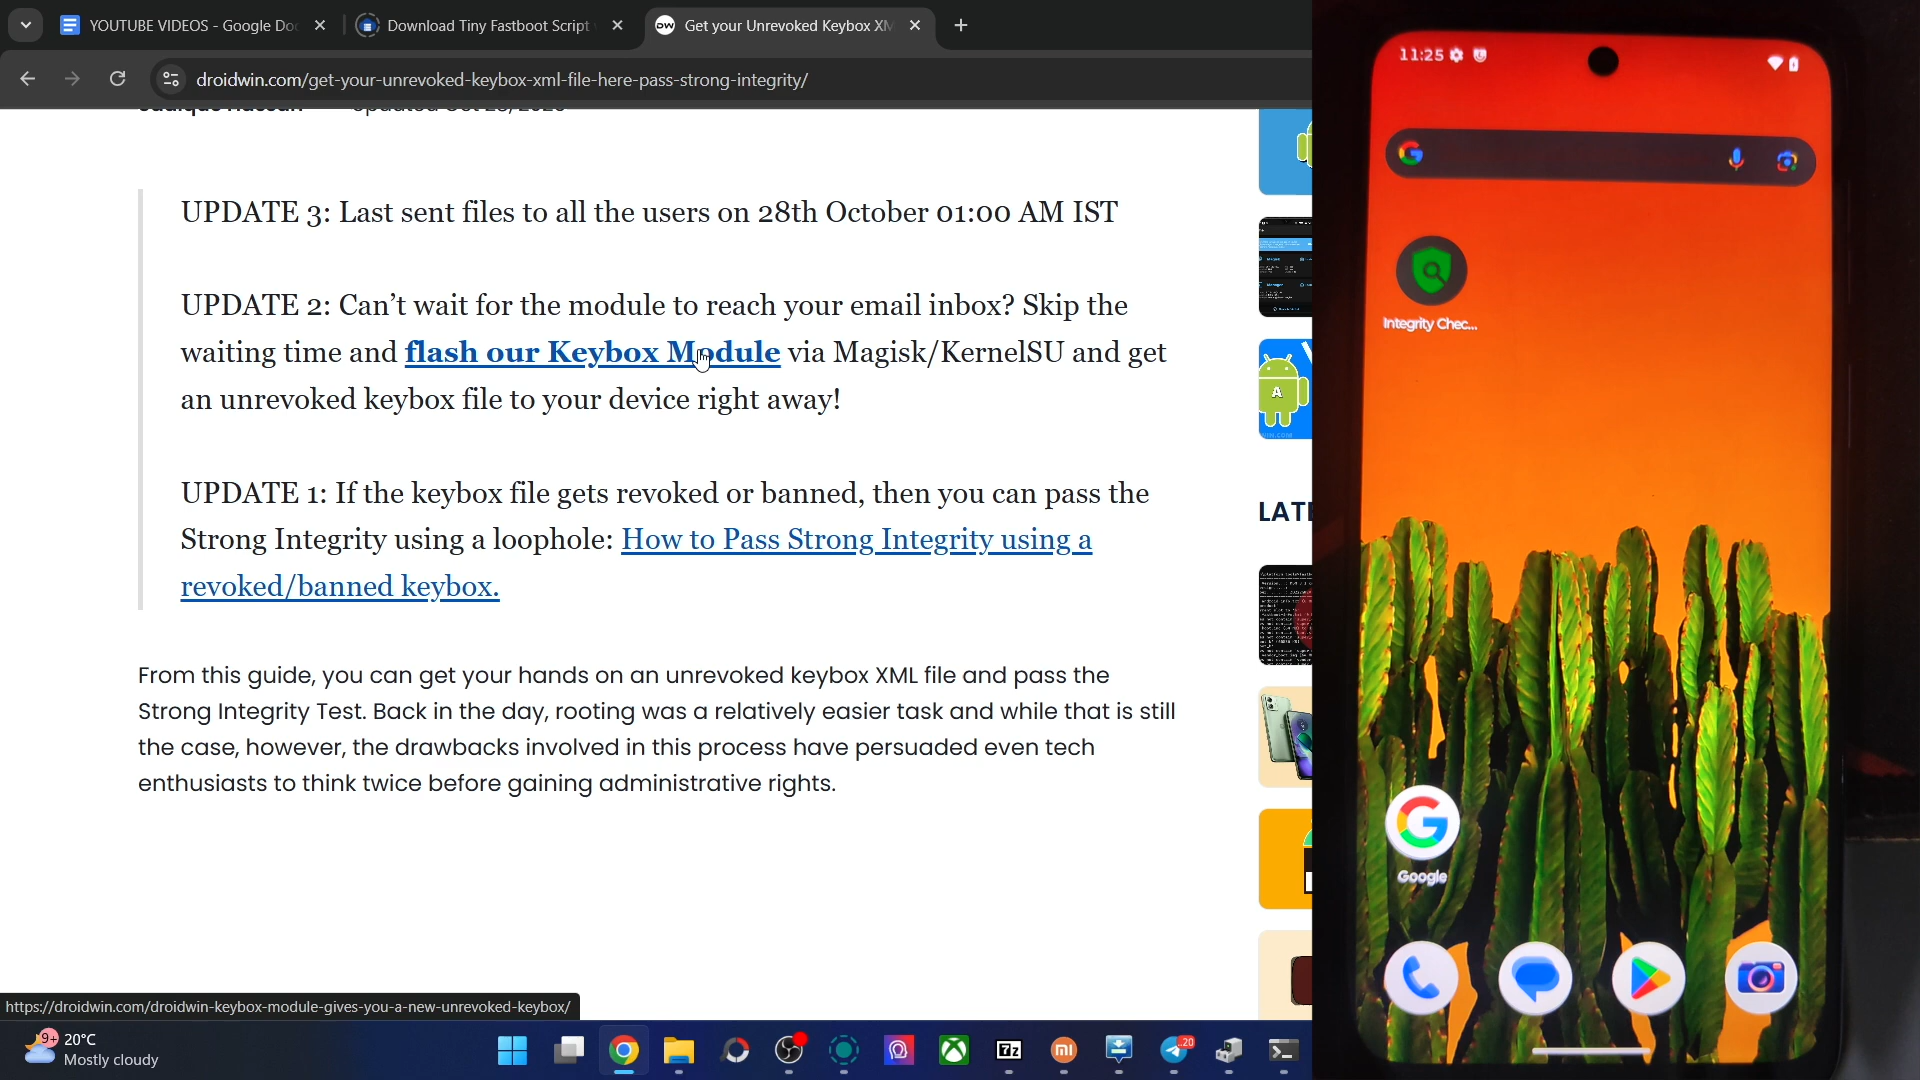 YOUTUBE VIDEOS - Google Do
Download Tiny Fastboot Script
Get your Unrevoked Keybox XM
droidwin.com/get-your-unrevoked-keybox-xml-file-here-pass-strong-integrity/
UPDATE 3: Last sent files to all the users on 28th October 01:00 AM IST
UPDATE 2: Can’t wait for the module to reach your email inbox? Skip the
waiting time and flash our Keybox Module via Magisk/KernelSU and get
an unrevoked keybox file to your device right away!
UPDATE 1: If the keybox file gets revoked or banned, then you can pass the
Strong Integrity using a loophole: How to Pass Strong Integrity using a
revoked/banned keybox.
From this guide, you can get your hands on an unrevoked keybox XML file and pass the
Strong Integrity Test. Back in the day, rooting was a relatively easier task and while that is still
the case, however, the drawbacks involved in this process have persuaded even tech
enthusiasts to think twice before gaining administrative rights.
LATE
https://droidwin.com/droidwin-keybox-module-gives-you-a-new-unrevoked-keybox/
9+
20°C
Mostly cloudy
7z
mi
20
11:25
Integrity Chec...
Google